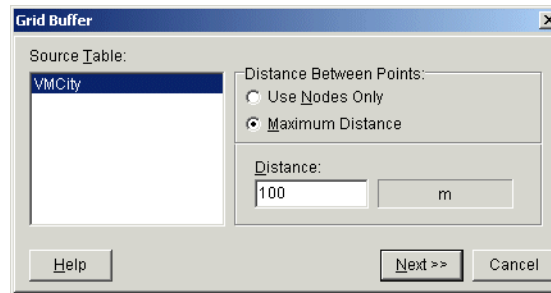 Grid Buffer
Source Table:
VMCity
Distance Between Points:
Use Nodes Only
Maximum Distance
Distance:
100 m
Help
Next >>
Cancel